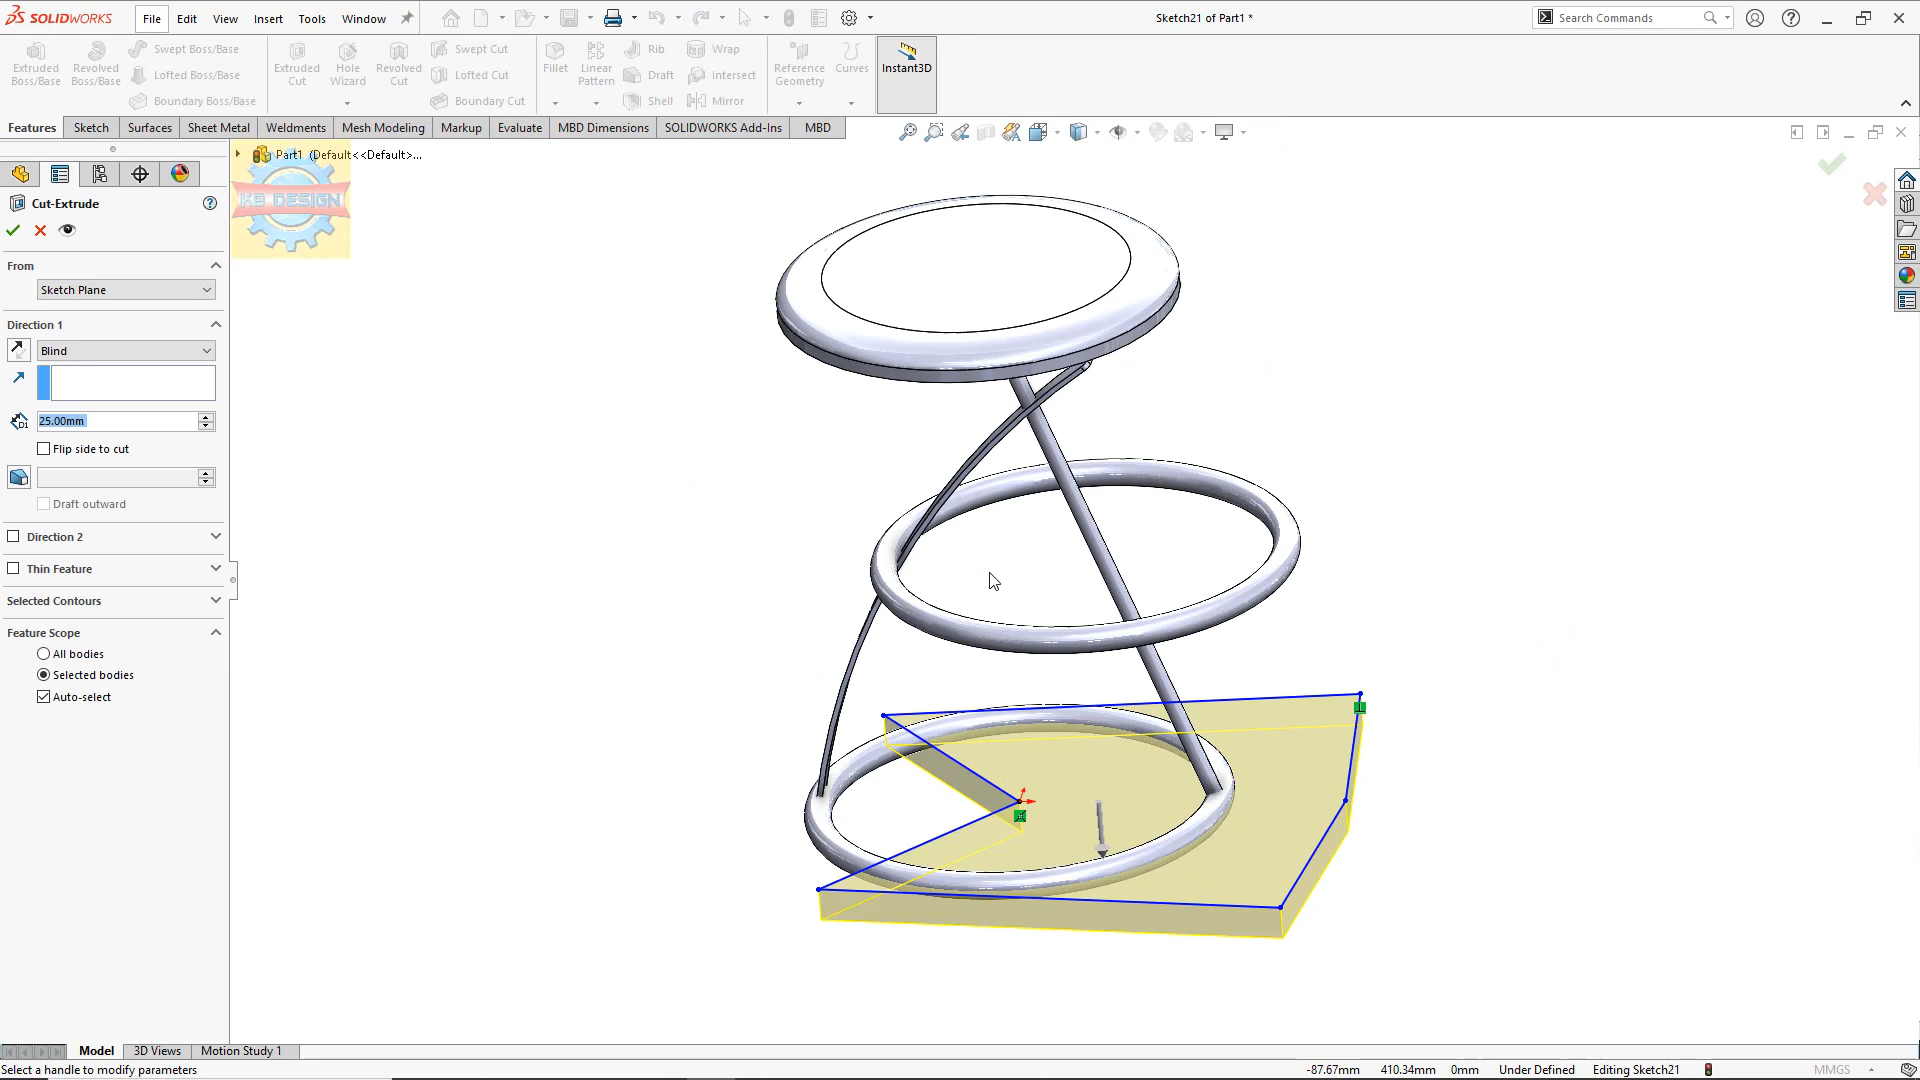 SOLIDWORKS
File Edit View Insert Tools Window
Sketch21 of Part1 *
Search Commands
Extruded Boss/Base
Revolved Boss/Base
Swept Boss/Base
Lofted Boss/Base
Boundary Boss/Base
Extruded Cut
Hole Wizard
Revolved Cut
Swept Cut
Lofted Cut
Boundary Cut
Fillet
Linear Pattern
Rib
Draft
Shell
Wrap
Intersect
Mirror
Reference Geometry
Curves
Instant3D
Features Sketch Surfaces Sheet Metal Weldments Mesh Modeling Markup Evaluate MBD Dimensions SOLIDWORKS Add-Ins MBD
Part1 (Default<<Default>...
KB DESIGN
Cut-Extrude
From
Sketch Plane
Direction 1
Blind
D1
25.00mm
Flip side to cut
Draft outward
Direction 2
Thin Feature
Selected Contours
Feature Scope
All bodies
Selected bodies
Auto-select
Model 3D Views Motion Study 1
Select a handle to modify parameters
-87.67mm 410.34mm 0mm Under Defined Editing Sketch21 MMGS